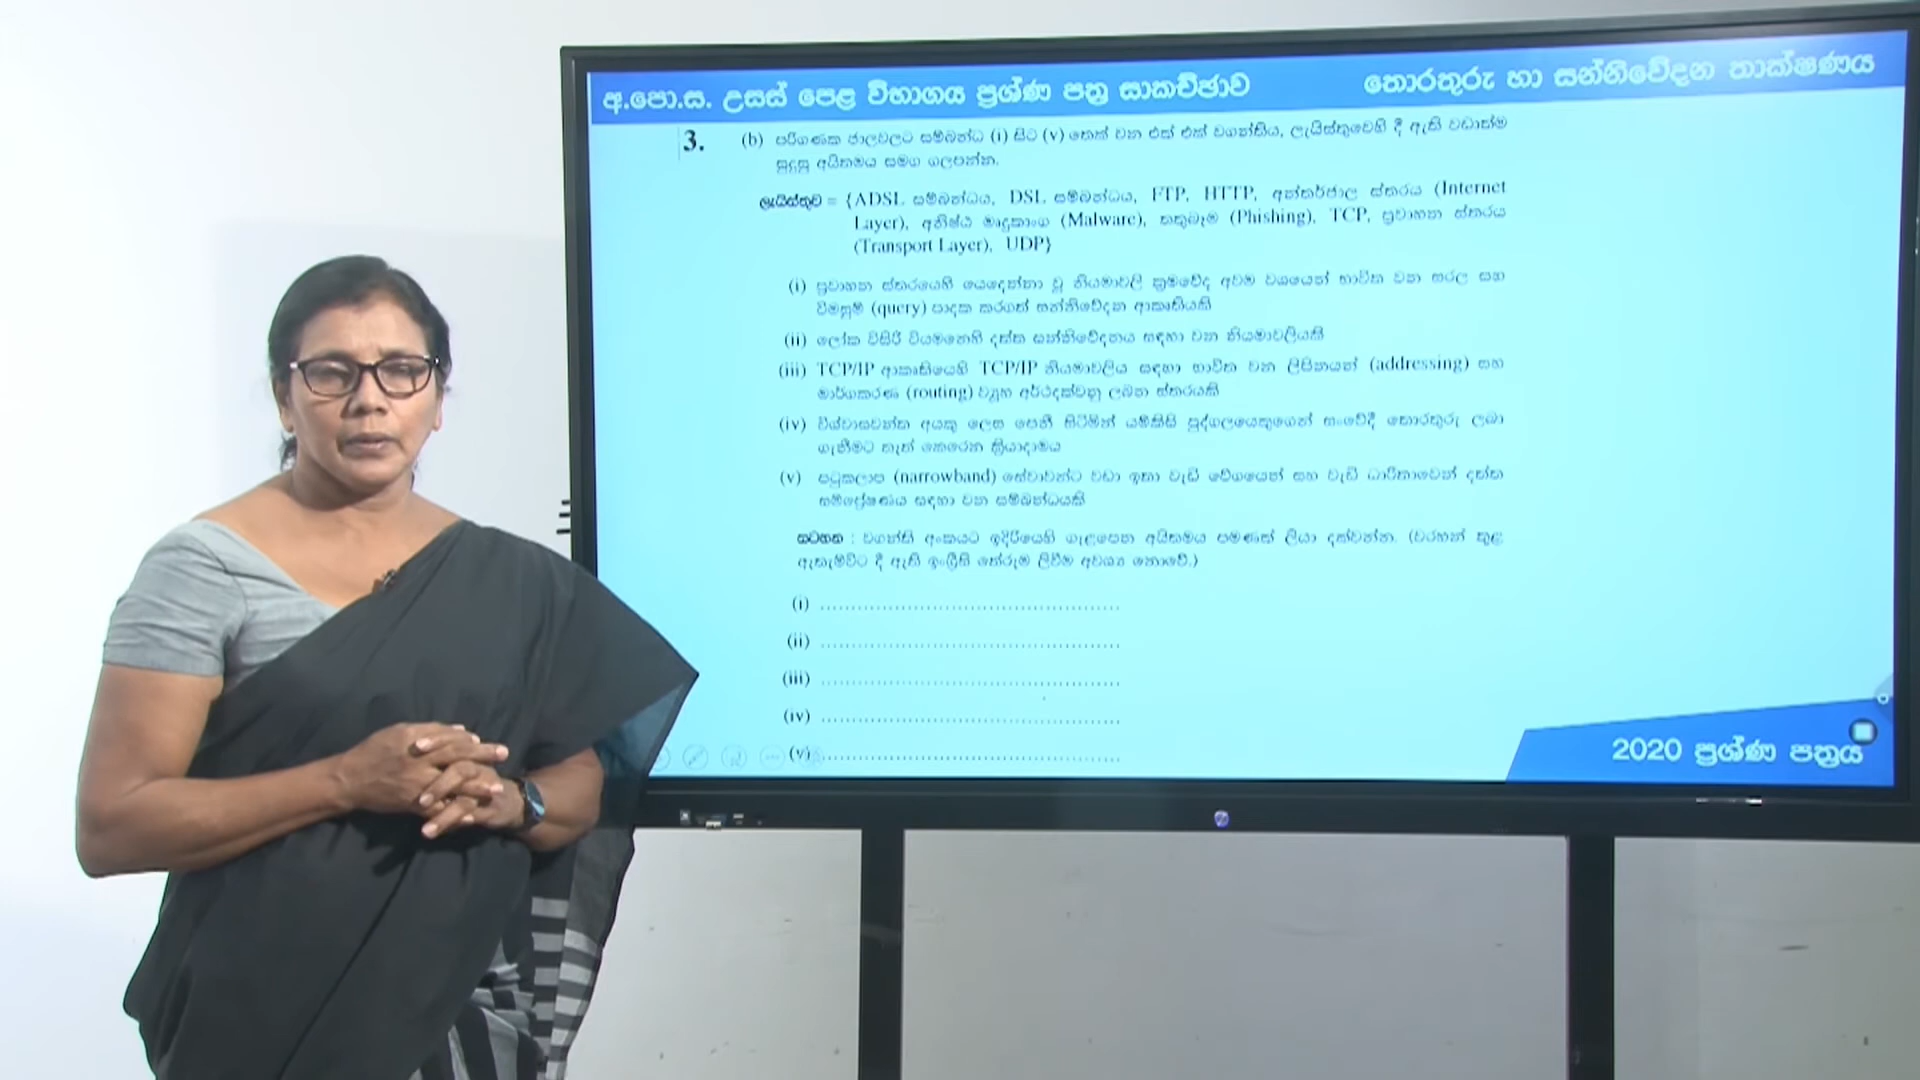 අ.පො.ස. උසස් පෙළ විභාගය ප්‍රශ්ණ පත්‍ර සාකච්ඡාව
තොරතුරු හා සන්නිවේදන තාක්ෂණය
3. (b) පරිගණක ජාලවලට සම්බන්ධ (i) සිට (v) තෙක් වන එක් එක් වගන්තිය, ලැයිස්තුවෙහි දී ඇති වඩාත්ම
සුදුසු අයිතමය සමග ගලපන්න.
ලැයිස්තුව = {ADSL සම්බන්ධය, DSL සම්බන්ධය, FTP, HTTP, අන්තර්ජාල ස්තරය (Internet
Layer), අනිෂ්ඨ මෘදුකාංග (Malware), තතුබෑම (Phishing), TCP, ප්‍රවාහන ස්තරය
(Transport Layer), UDP}
(i) ප්‍රවාහන ස්තරයෙහි යෙදෙන්නා වූ නියමාවලි ක්‍රමවේද අවම වශයෙන් භාවිත වන සරල සහ
විමසුම් (query) පාදක කරගත් සන්නිවේදන ආකෘතියකි
(ii) ලෝක විසිරි වියමනෙහි දත්ත සන්නිවේදනය සඳහා වන නියමාවලියකි
(iii) TCP/IP ආකෘතියෙහි TCP/IP නියමාවලිය සඳහා භාවිත වන ලිපිනයන් (addressing) සහ
මාර්ගකරණ (routing) ව්‍යුහ අර්ථදක්වනු ලබන ස්තරයකි
(iv) විශ්වාසවන්ත අයකු ලෙස පෙනී සිටිමින් යම්කිසි පුද්ගලයෙකුගෙන් සංවේදී තොරතුරු ලබා
ගැනීමට තැත් කෙරෙන ක්‍රියාදාමය
(v) පටුකලාප (narrowband) සේවාවන්ට වඩා ඉතා වැඩි වේගයෙන් සහ වැඩි ධාරිතාවෙන් දත්ත
සම්ප්‍රේෂණය සඳහා වන සම්බන්ධයකි
සටහන : වගන්ති අංකයට ඉදිරියෙහි ගැළපෙන අයිතමය පමණක් ලියා දක්වන්න. (වරහන් තුළ
ඇතැම්විට දී ඇති ඉංග්‍රීසි තේරුම ලිවීම අවශ්‍ය නොවේ.)
(i) ..................................................
(ii) ..................................................
(iii) ..................................................
(iv) ..................................................
(v) ..................................................
2020 ප්‍රශ්ණ පත්‍රය